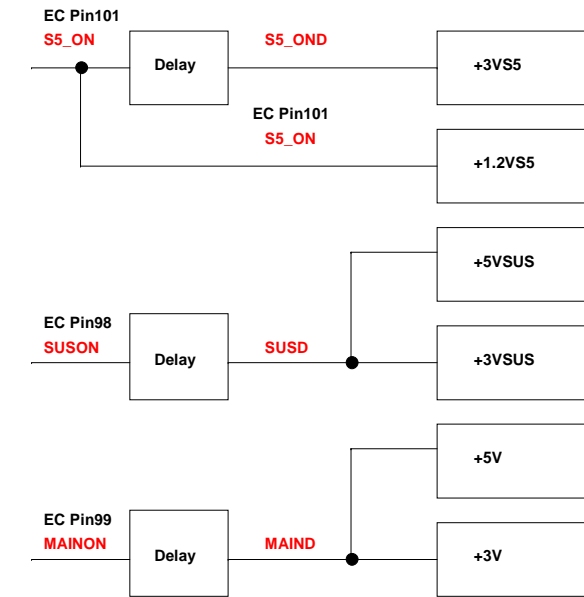 EC Pin101
S5_ON
Delay
S5_OND
+3VS5
EC Pin101
S5_ON
+1.2VS5
+5VSUS
EC Pin98
SUSON
Delay
SUSD
+3VSUS
+5V
EC Pin99
MAINON
Delay
MAIND
+3V